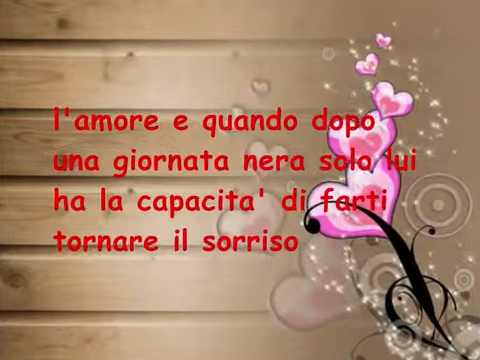 l'amore e quando dopo
una giornata nera solo lui
ha la capacita' di farti
tornare il sorriso